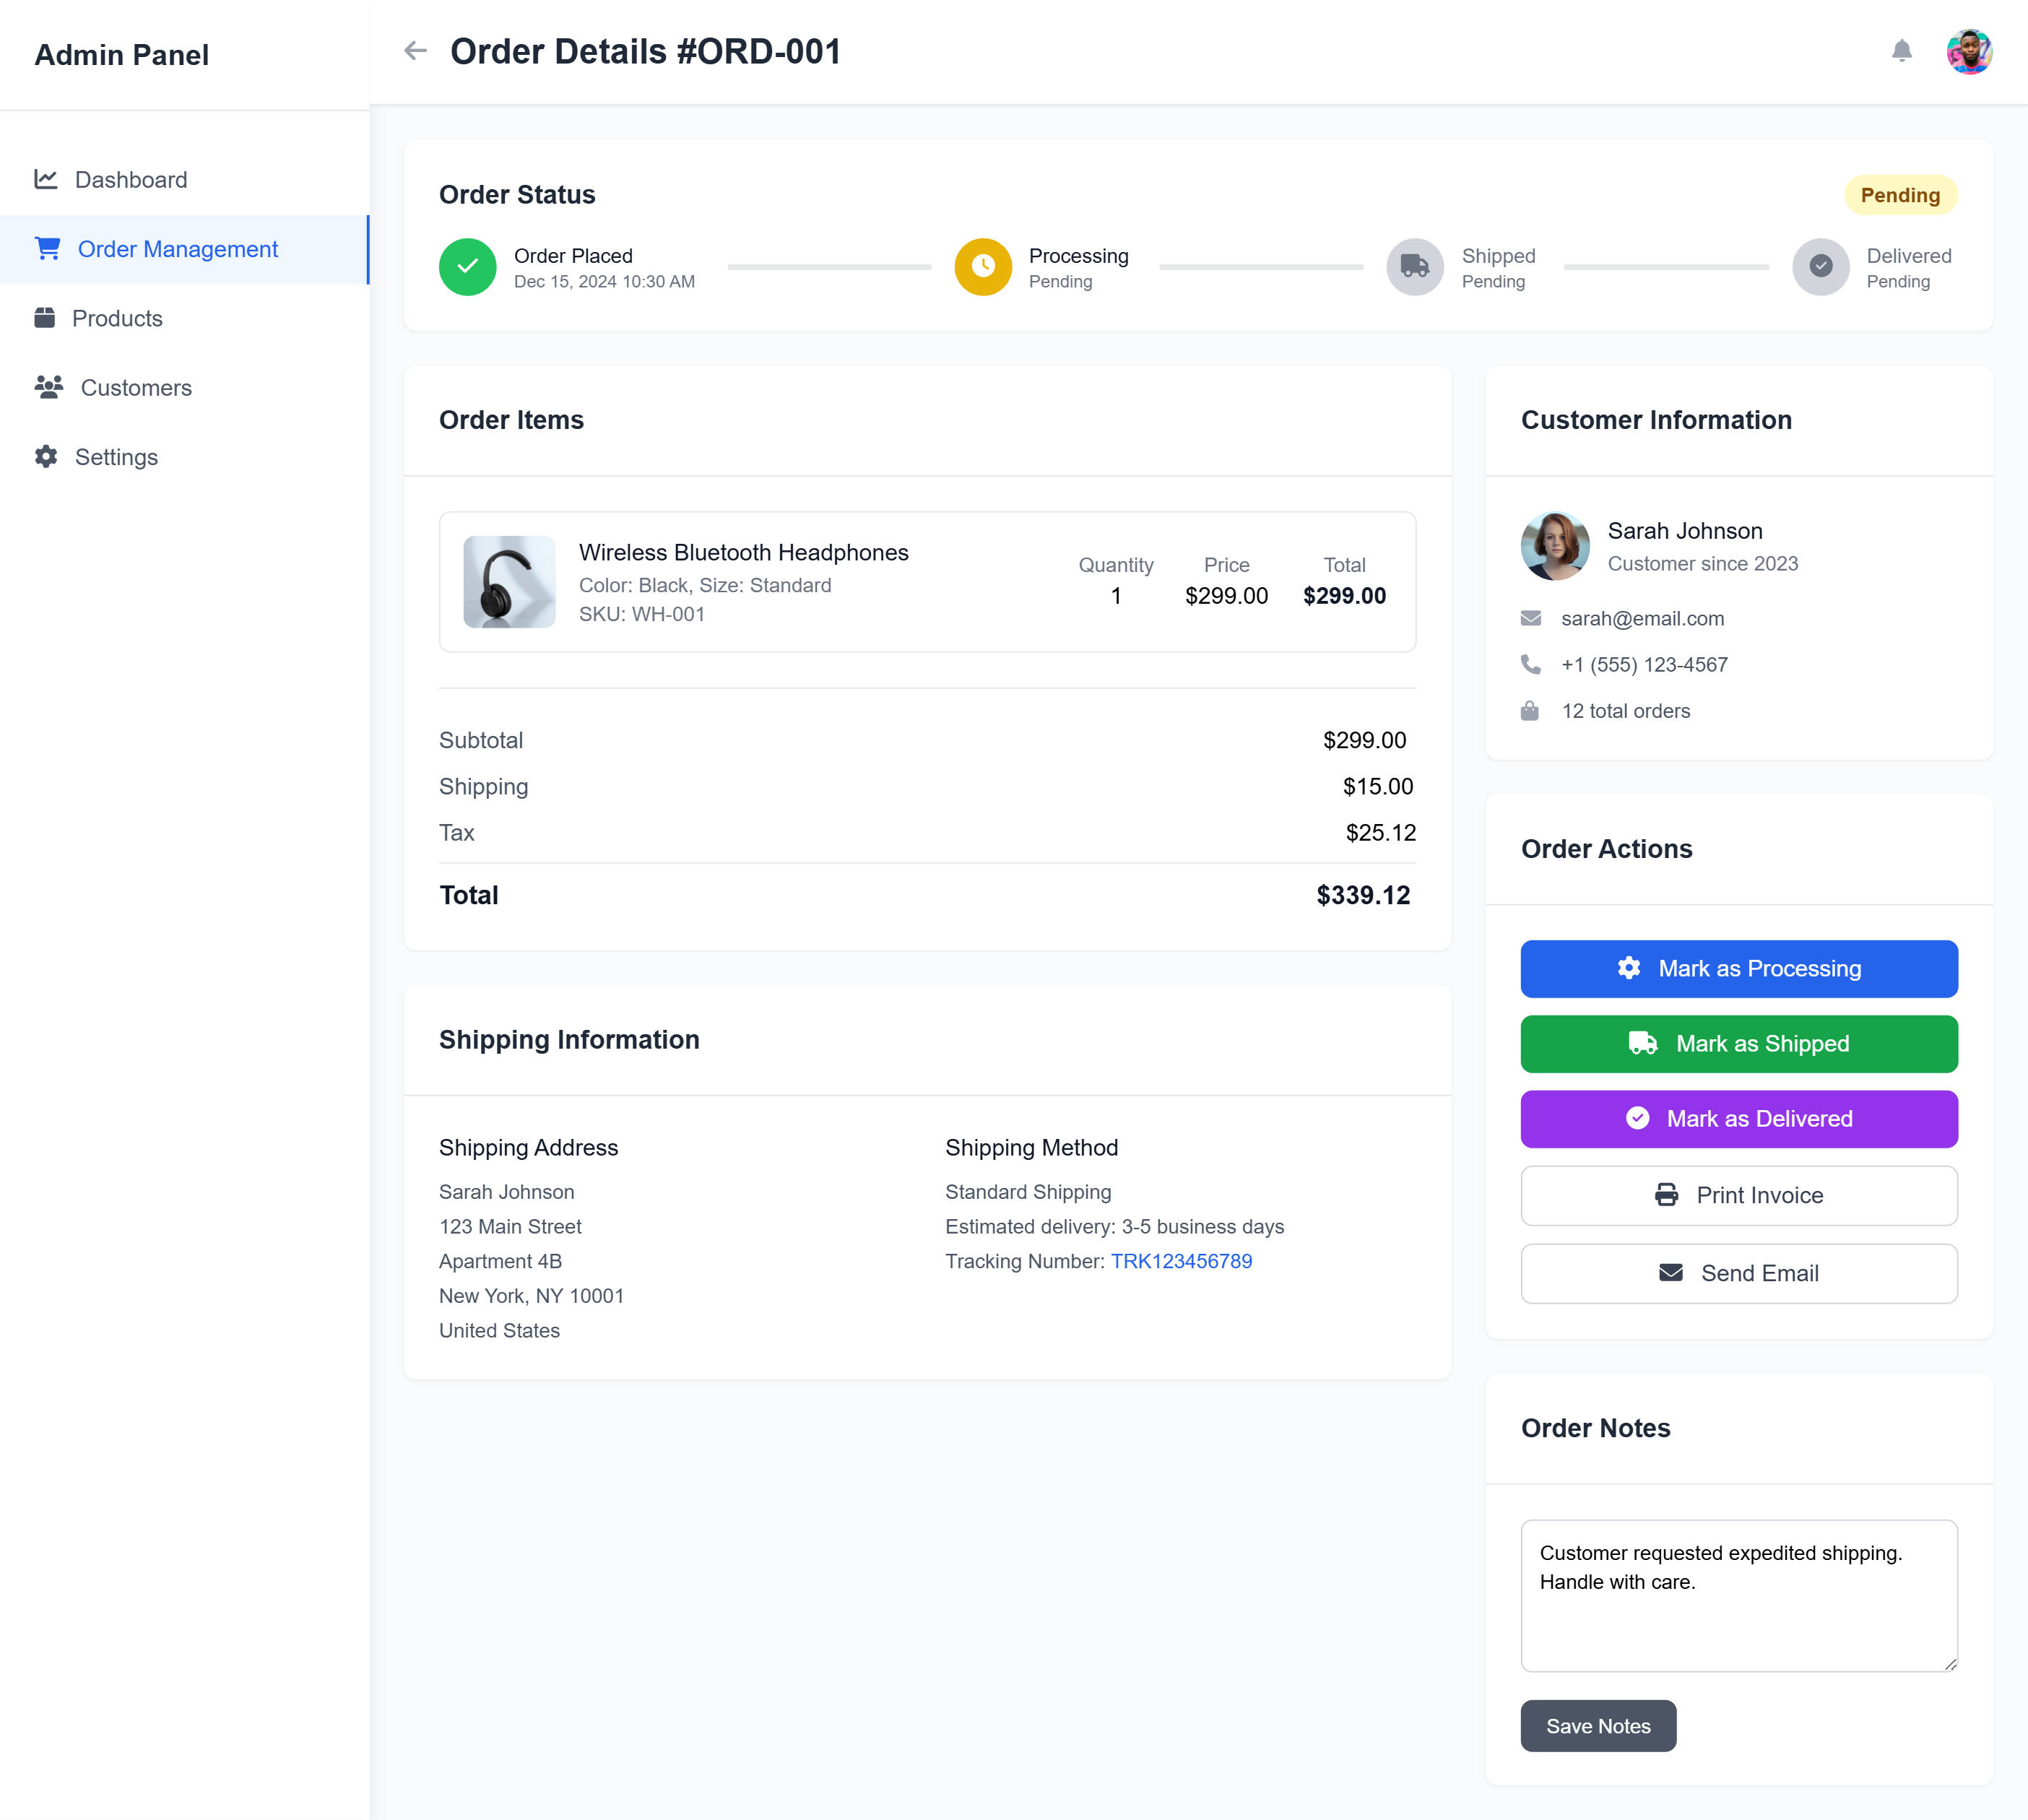 Admin Panel
Dashboard
Order Management
Products
Customers
Settings
Order Details #ORD-001
Order Status
Pending
Order Placed
Dec 15, 2024 10:30 AM
Processing
Pending
Shipped
Pending
Delivered
Pending
Order Items
Wireless Bluetooth Headphones
Color: Black, Size: Standard
SKU: WH-001
Quantity
1
Price
$299.00
Total
$299.00
Subtotal $299.00
Shipping $15.00
Tax $25.12
Total $339.12
Shipping Information
Shipping Address
Sarah Johnson
123 Main Street
Apartment 4B
New York, NY 10001
United States
Shipping Method
Standard Shipping
Estimated delivery: 3-5 business days
Tracking Number: TRK123456789
Customer Information
Sarah Johnson
Customer since 2023
sarah@email.com
+1 (555) 123-4567
12 total orders
Order Actions
Mark as Processing
Mark as Shipped
Mark as Delivered
Print Invoice
Send Email
Order Notes
Customer requested expedited shipping.
Handle with care.
Save Notes